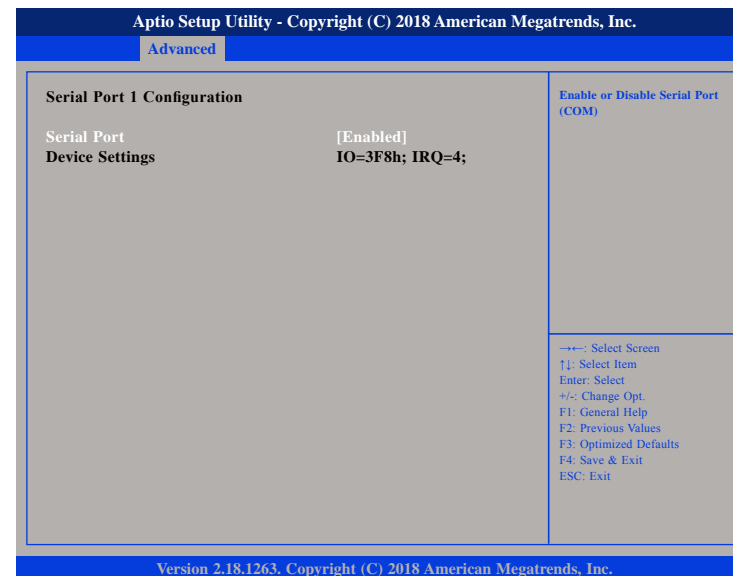 Aptio Setup Utility - Copyright (C) 2018 American Megatrends, Inc.
Advanced
Serial Port 1 Configuration
Serial Port [Enabled]
Device Settings IO=3F8h; IRQ=4;
Enable or Disable Serial Port
(COM)
→←: Select Screen
↑↓: Select Item
Enter: Select
+/-: Change Opt.
F1: General Help
F2: Previous Values
F3: Optimized Defaults
F4: Save & Exit
ESC: Exit
Version 2.18.1263. Copyright (C) 2018 American Megatrends, Inc.